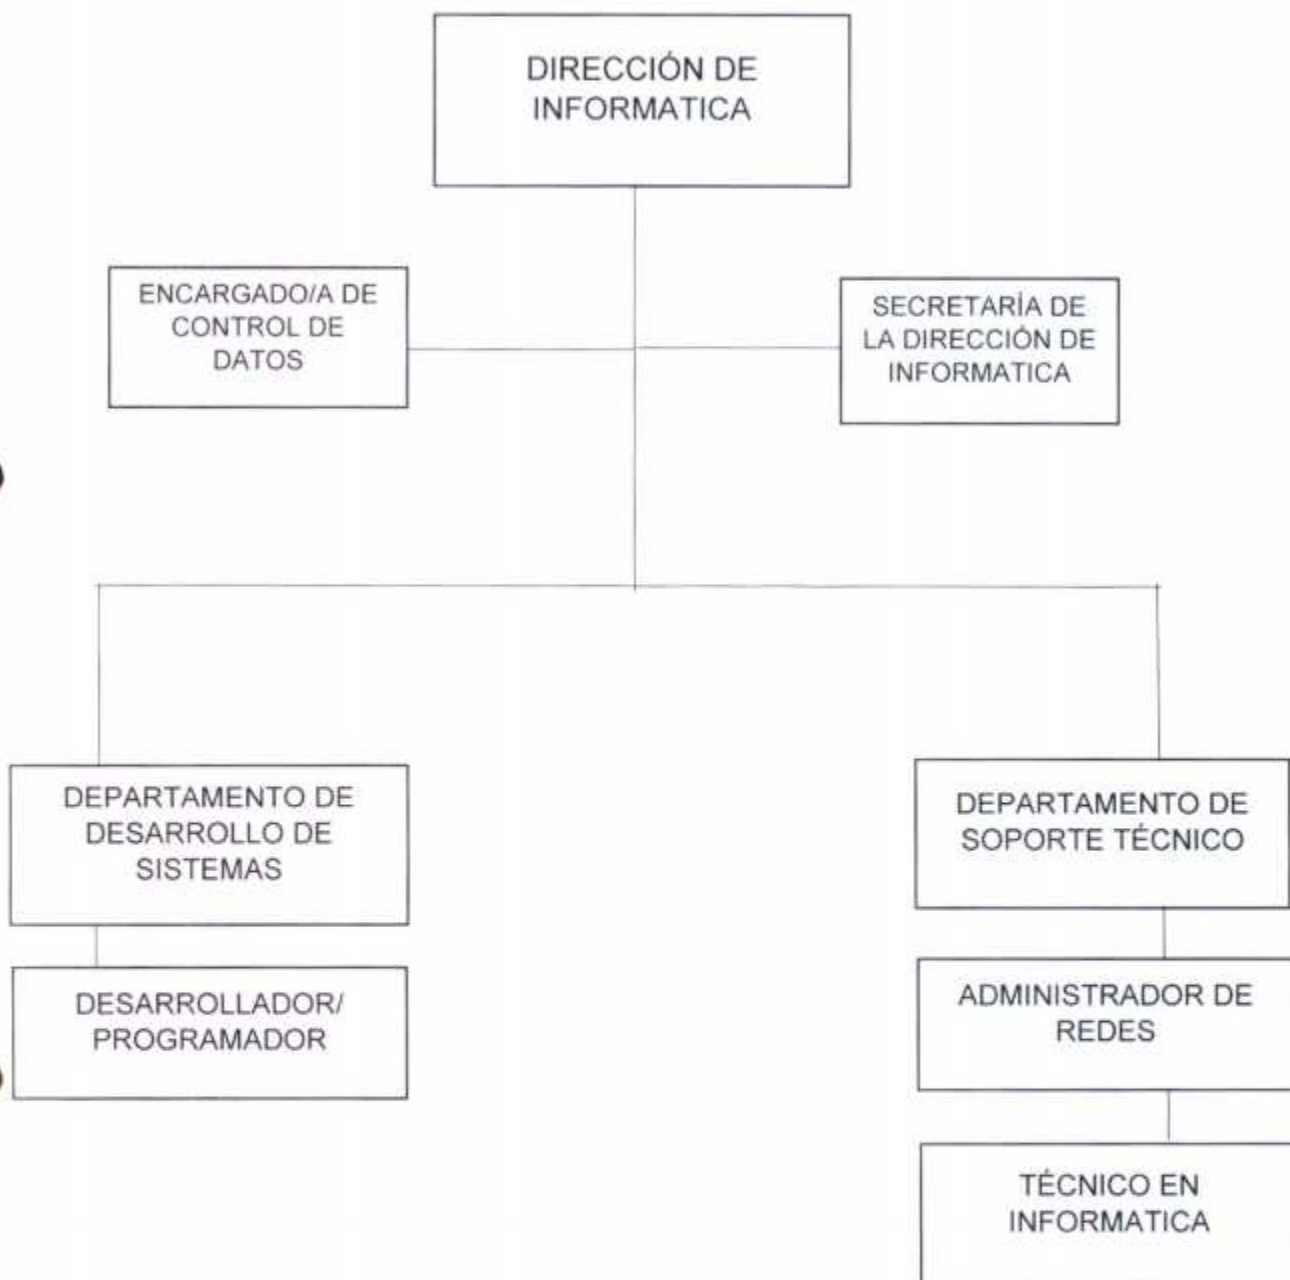 DIRECCIÓN DE
INFORMATICA
ENCARGADO/A DE
CONTROL DE
DATOS
SECRETARÍA DE
LA DIRECCIÓN DE
INFORMATICA
DEPARTAMENTO DE
DESARROLLO DE
SISTEMAS
DEPARTAMENTO DE
SOPORTE TÉCNICO
DESARROLLADOR/
PROGRAMADOR
ADMINISTRADOR DE
REDES
TÉCNICO EN
INFORMATICA